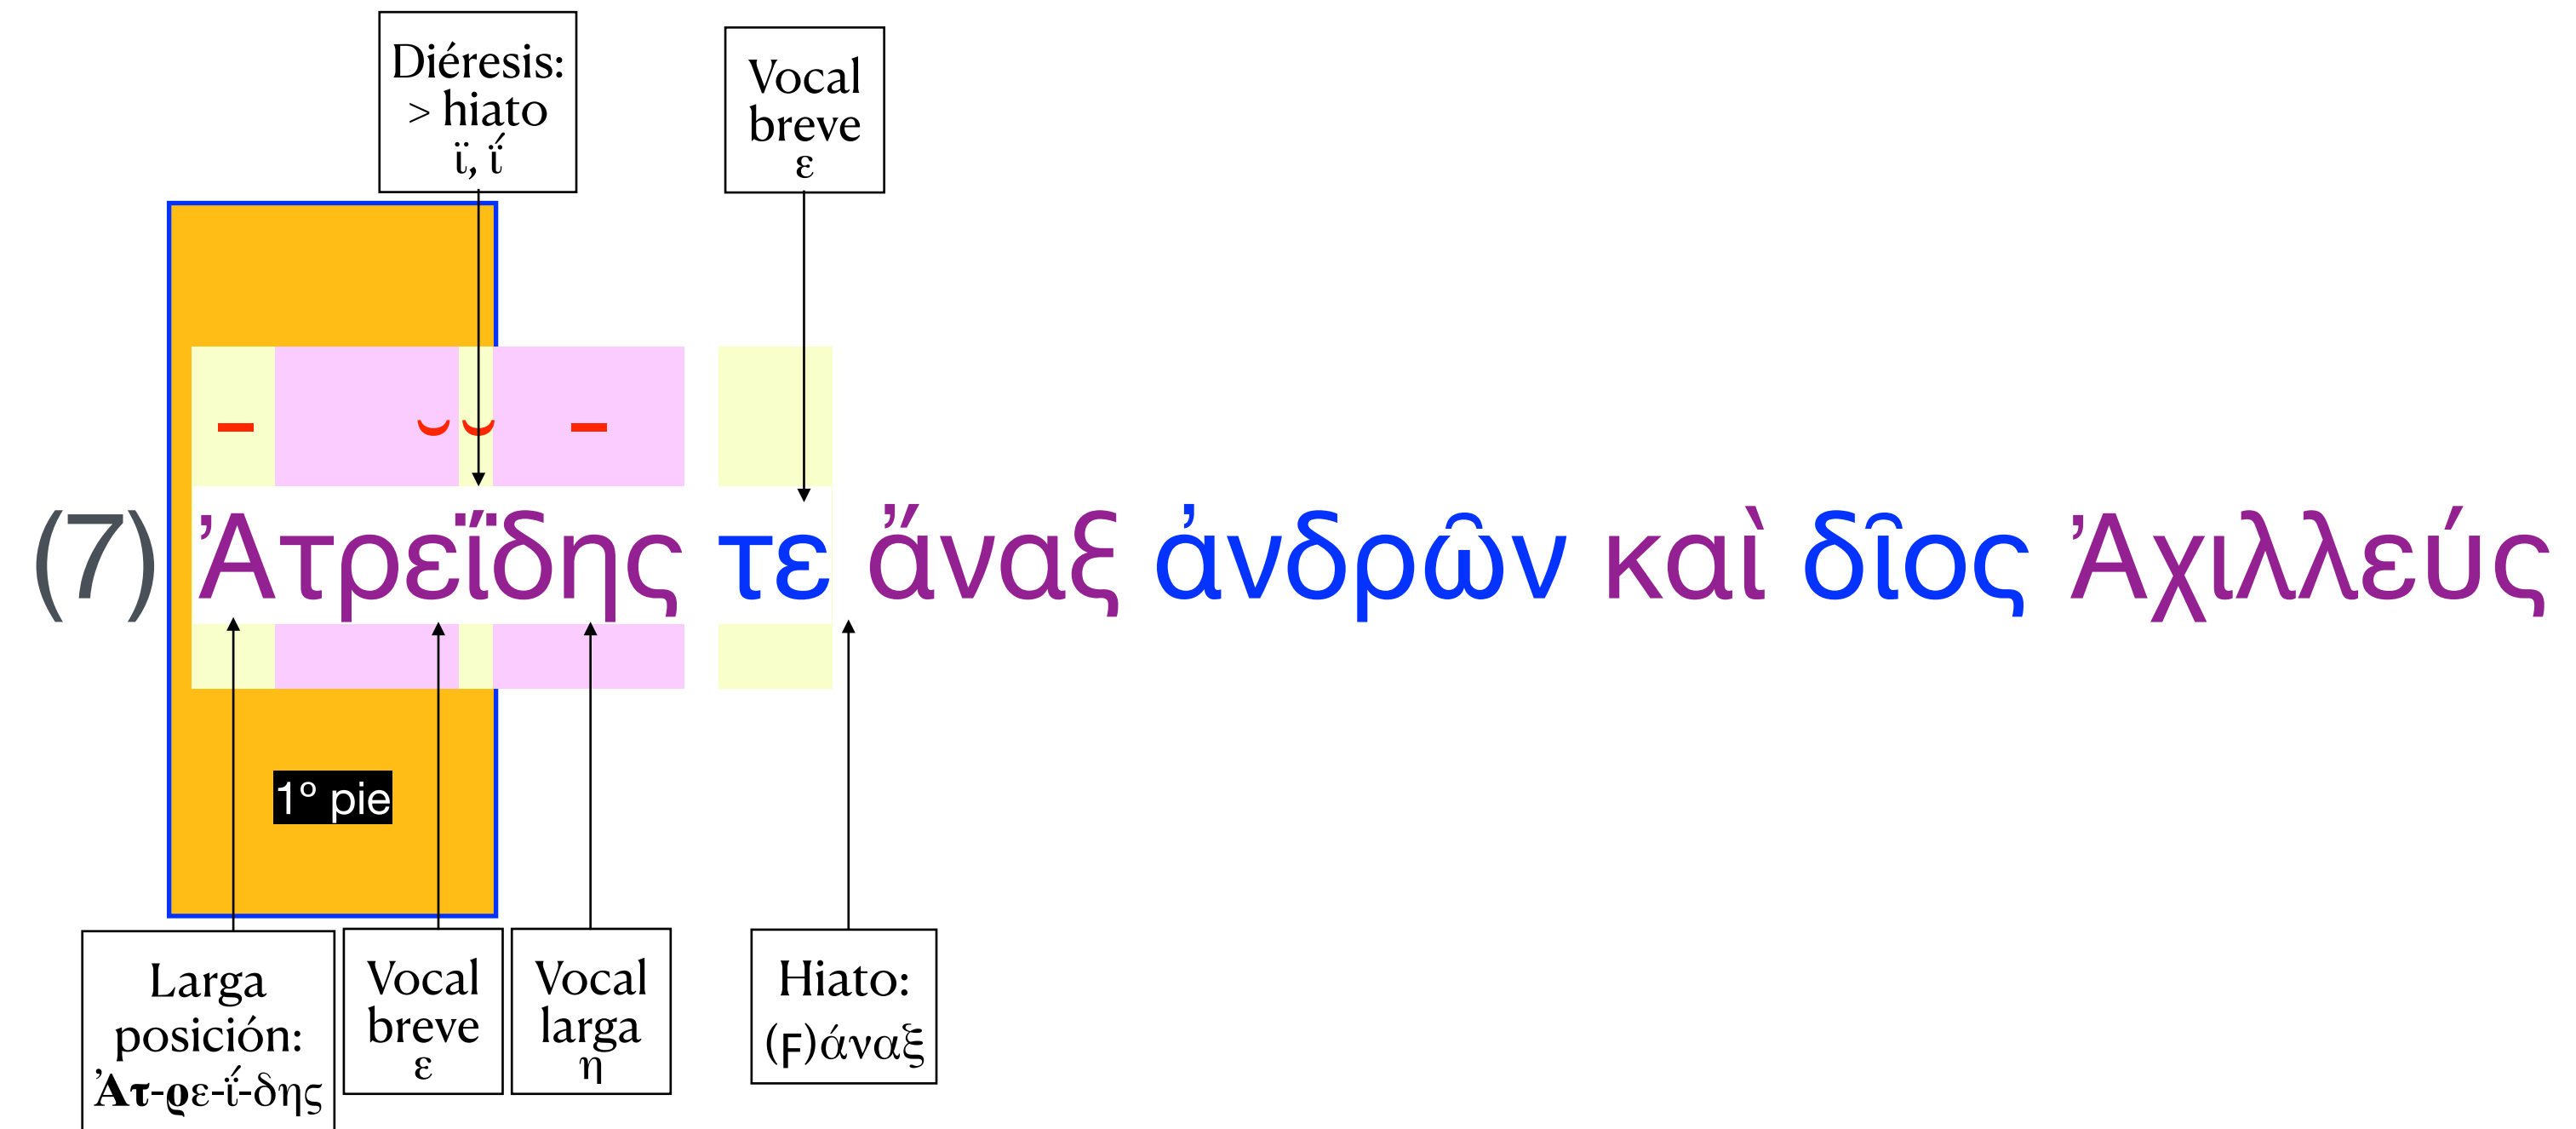 Diéresis:
> hiato
ϊ, ΐ
Vocal
breve
ε
– ⏑⏑ –
(7) Ἀτρεΐδης τε ἄναξ ἀνδρῶν καὶ δῖος Ἀχιλλεύς
1º pie
Larga
posición:
Ἀτ-ρε-ΐ-δης
Vocal
breve
ε
Vocal
larga
η
Hiato:
(F)άναξ